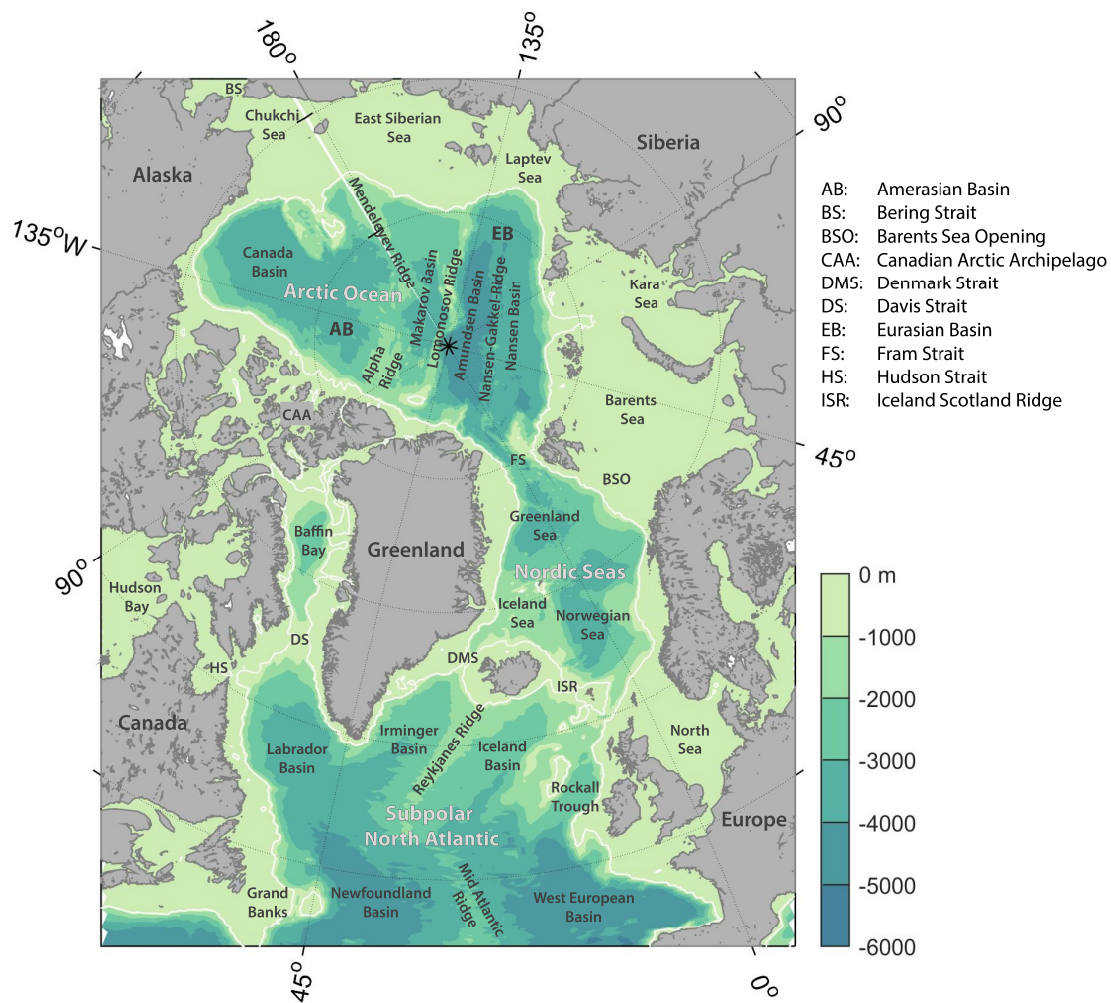 180°
135°
90°
135°W
45°
90°
45°
0°
BS
Chukchi
Sea
East Siberian
Sea
Laptev
Sea
Siberia
Alaska
Mendeleyev Ridge
EB
Canada
Basin
Arctic Ocean
AB
Alpha
Ridge
Makarov Basin
Lomonosov Ridge
Amundsen Basin
Nansen-Gakkel-Ridge
Nansen Basin
Kara
Sea
Barents
Sea
CAA
FS
BSO
Greenland
Sea
Baffin
Bay
Greenland
Nordic Seas
Hudson
Bay
Iceland
Sea
Norwegian
Sea
DS
DMS
HS
ISR
Canada
Labrador
Basin
Irminger
Basin
Reykjanes Ridge
Iceland
Basin
North
Sea
Rockall
Trough
Subpolar
North Atlantic
Europe
Grand
Banks
Newfoundland
Basin
Mid Atlantic
Ridge
West European
Basin
AB: Amerasian Basin
BS: Bering Strait
BSO: Barents Sea Opening
CAA: Canadian Arctic Archipelago
DMS: Denmark Strait
DS: Davis Strait
EB: Eurasian Basin
FS: Fram Strait
HS: Hudson Strait
ISR: Iceland Scotland Ridge
0 m
-1000
-2000
-3000
-4000
-5000
-6000